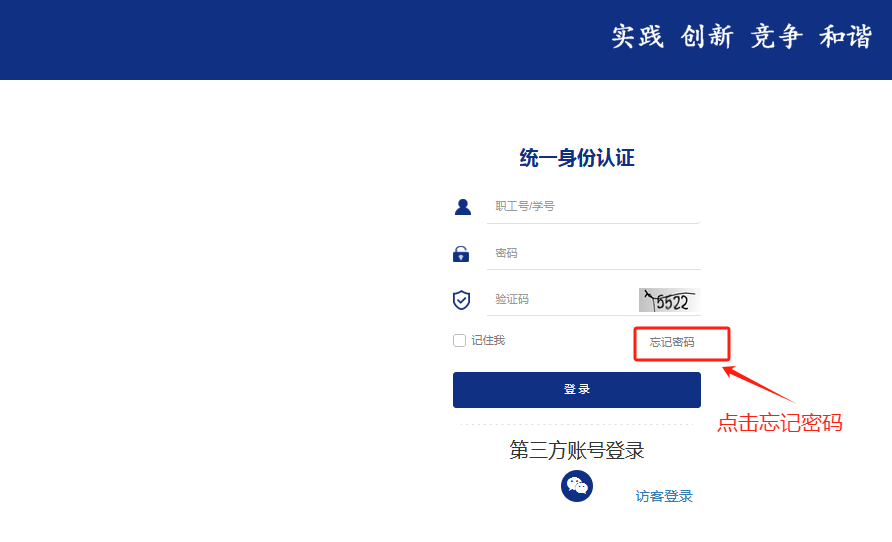 实践 创新 竞争 和谐
统一身份认证
职工号/学号
密码
验证码
5522
记住我
忘记密码
登录
点击忘记密码
第三方账号登录
访客登录